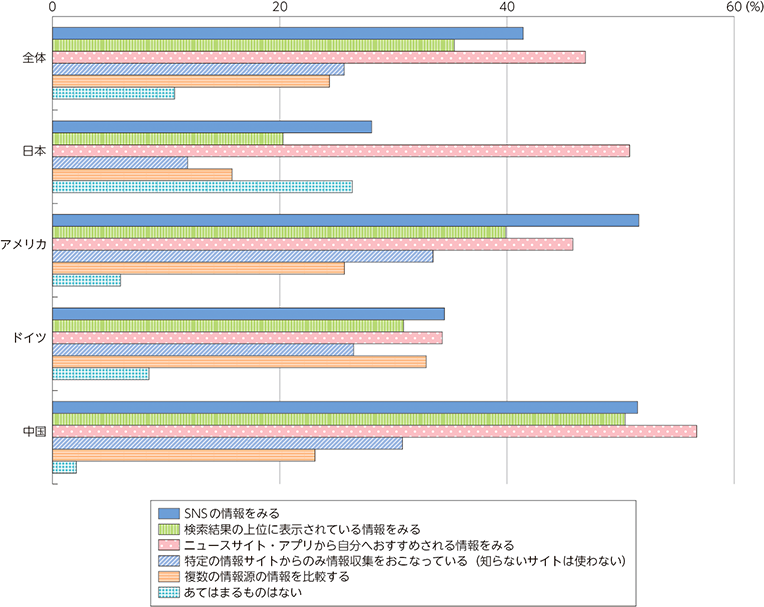 0 20 40 60 (%)
全体
日本
アメリカ
ドイツ
中国
SNSの情報をみる
検索結果の上位に表示されている情報をみる
ニュースサイト・アプリから自分へおすすめされる情報をみる
特定の情報サイトからのみ情報収集をおこなっている（知らないサイトは使わない）
複数の情報源の情報を比較する
あてはまるものはない